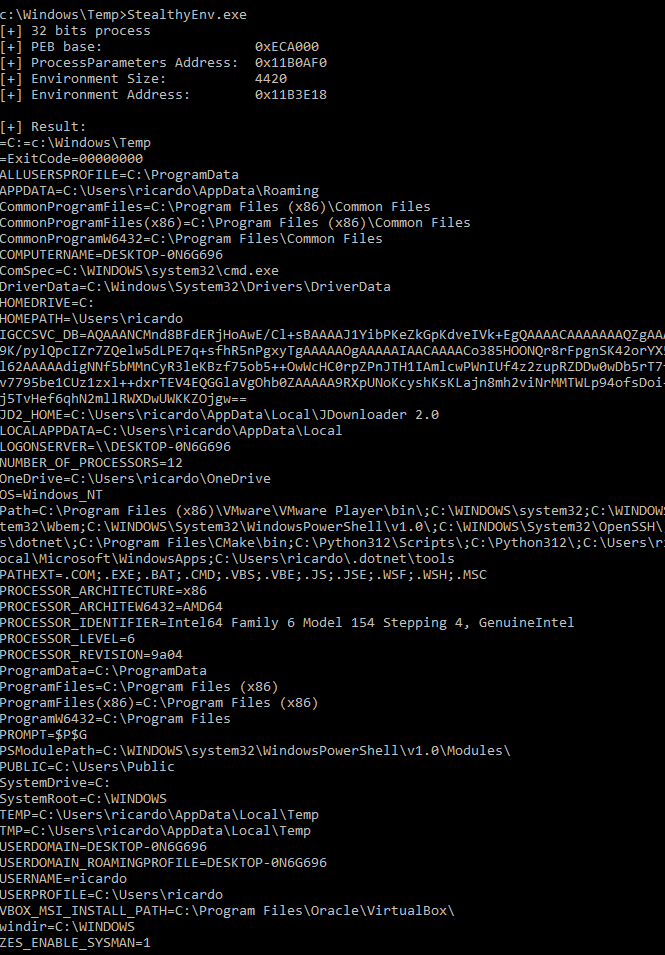 c:\Windows\Temp>StealthyEnv.exe
[+] 32 bits process
[+] PEB base: 0xECA000
[+] ProcessParameters Address: 0x11B0AF0
[+] Environment Size: 4420
[+] Environment Address: 0x11B3E18
[+] Result:
=C:=c:\Windows\Temp
=ExitCode=00000000
ALLUSERSPROFILE=C:\ProgramData
APPDATA=C:\Users\ricardo\AppData\Roaming
CommonProgramFiles=C:\Program Files (x86)\Common Files
CommonProgramFiles(x86)=C:\Program Files (x86)\Common Files
CommonProgramW6432=C:\Program Files\Common Files
COMPUTERNAME=DESKTOP-0N6G696
ComSpec=C:\WINDOWS\system32\cmd.exe
DriverData=C:\Windows\System32\Drivers\DriverData
HOMEDRIVE=C:
HOMEPATH=\Users\ricardo
IGCCSVC_DB=AQAAANCMnd8BFdERjHoAwE/Cl+sBAAAAJ1YibPKeZkGpKdveIVk+EgQAAAACAAAAAAAQZgAA
9K/pylQpcIZr7ZQelw5dLPE7q+sfhR5nPgxyTgAAAAAOgAAAAAIAACAAAACo385HOONQr8rFpgnSK42orYX
l62AAAAAdigNNf5bMMnCyR3leKBzf75ob5++OwWcHC0rpZPnJTH1IAmlcwPWnIUf4z2zupRZDDw0wDb5rT7
v7795be1CUz1zxl++dxrTEV4EQGGlaVgOhb0ZAAAAA9RXpUNoKcyshKsKLajn8mh2viNrMMTWLp94ofsDoi
j5TvHef6qhN2mllRWXDwUWKKZOjgw==
JD2_HOME=C:\Users\ricardo\AppData\Local\JDownloader 2.0
LOCALAPPDATA=C:\Users\ricardo\AppData\Local
LOGONSERVER=\\DESKTOP-0N6G696
NUMBER_OF_PROCESSORS=12
OneDrive=C:\Users\ricardo\OneDrive
OS=Windows_NT
Path=C:\Program Files (x86)\VMware\VMware Player\bin\;C:\WINDOWS\system32;C:\WINDOW
tem32\Wbem;C:\WINDOWS\System32\WindowsPowerShell\v1.0\;C:\WINDOWS\System32\OpenSSH\
s\dotnet\;C:\Program Files\CMake\bin;C:\Python312\Scripts\;C:\Python312\;C:\Users\r
ocal\Microsoft\WindowsApps;C:\Users\ricardo\.dotnet\tools
PATHEXT=.COM;.EXE;.BAT;.CMD;.VBS;.VBE;.JS;.JSE;.WSF;.WSH;.MSC
PROCESSOR_ARCHITECTURE=x86
PROCESSOR_ARCHITEW6432=AMD64
PROCESSOR_IDENTIFIER=Intel64 Family 6 Model 154 Stepping 4, GenuineIntel
PROCESSOR_LEVEL=6
PROCESSOR_REVISION=9a04
ProgramData=C:\ProgramData
ProgramFiles=C:\Program Files (x86)
ProgramFiles(x86)=C:\Program Files (x86)
ProgramW6432=C:\Program Files
PROMPT=$P$G
PSModulePath=C:\WINDOWS\system32\WindowsPowerShell\v1.0\Modules\
PUBLIC=C:\Users\Public
SystemDrive=C:
SystemRoot=C:\WINDOWS
TEMP=C:\Users\ricardo\AppData\Local\Temp
TMP=C:\Users\ricardo\AppData\Local\Temp
USERDOMAIN=DESKTOP-0N6G696
USERDOMAIN_ROAMINGPROFILE=DESKTOP-0N6G696
USERNAME=ricardo
USERPROFILE=C:\Users\ricardo
VBOX_MSI_INSTALL_PATH=C:\Program Files\Oracle\VirtualBox\
windir=C:\WINDOWS
ZES_ENABLE_SYSMAN=1